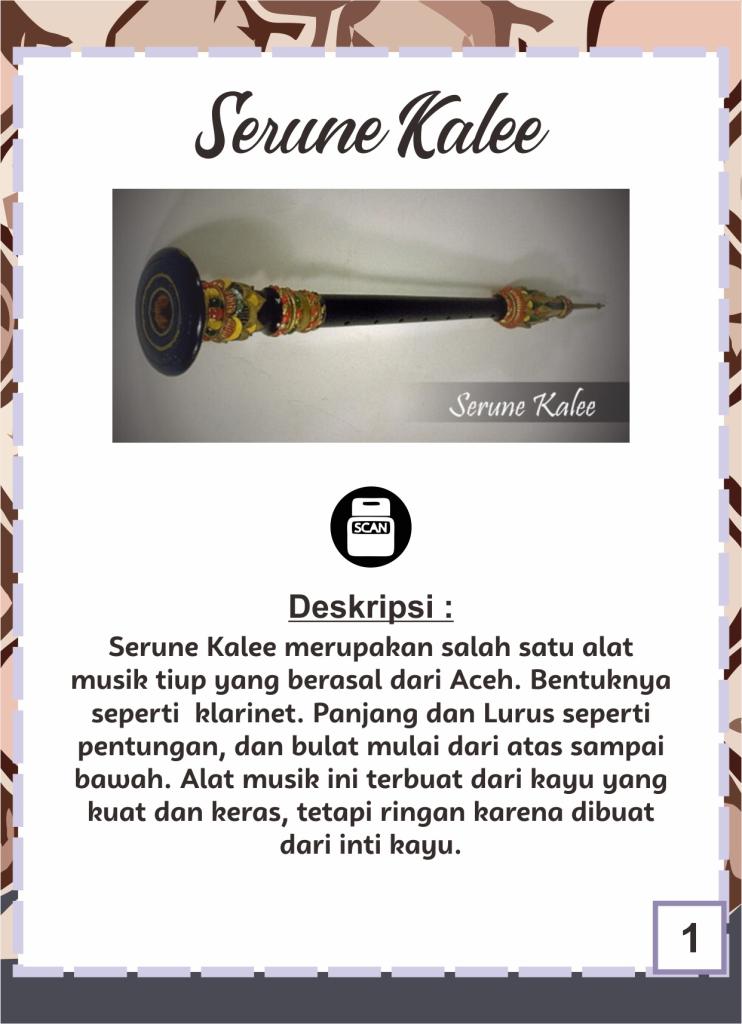 Serune Kalee
Serune Kalee
SCAN
Deskripsi :
Serune Kalee merupakan salah satu alat
musik tiup yang berasal dari Aceh. Bentuknya
seperti klarinet. Panjang dan Lurus seperti
pentungan, dan bulat mulai dari atas sampai
bawah. Alat musik ini terbuat dari kayu yang
kuat dan keras, tetapi ringan karena dibuat
dari inti kayu.
1